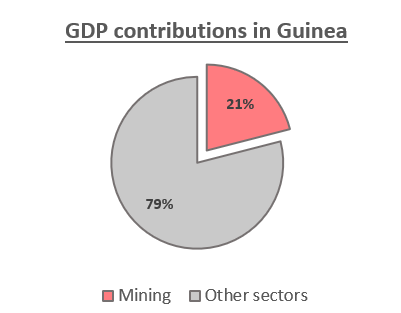 GDP contributions in Guinea
21%
79%
Mining Other sectors